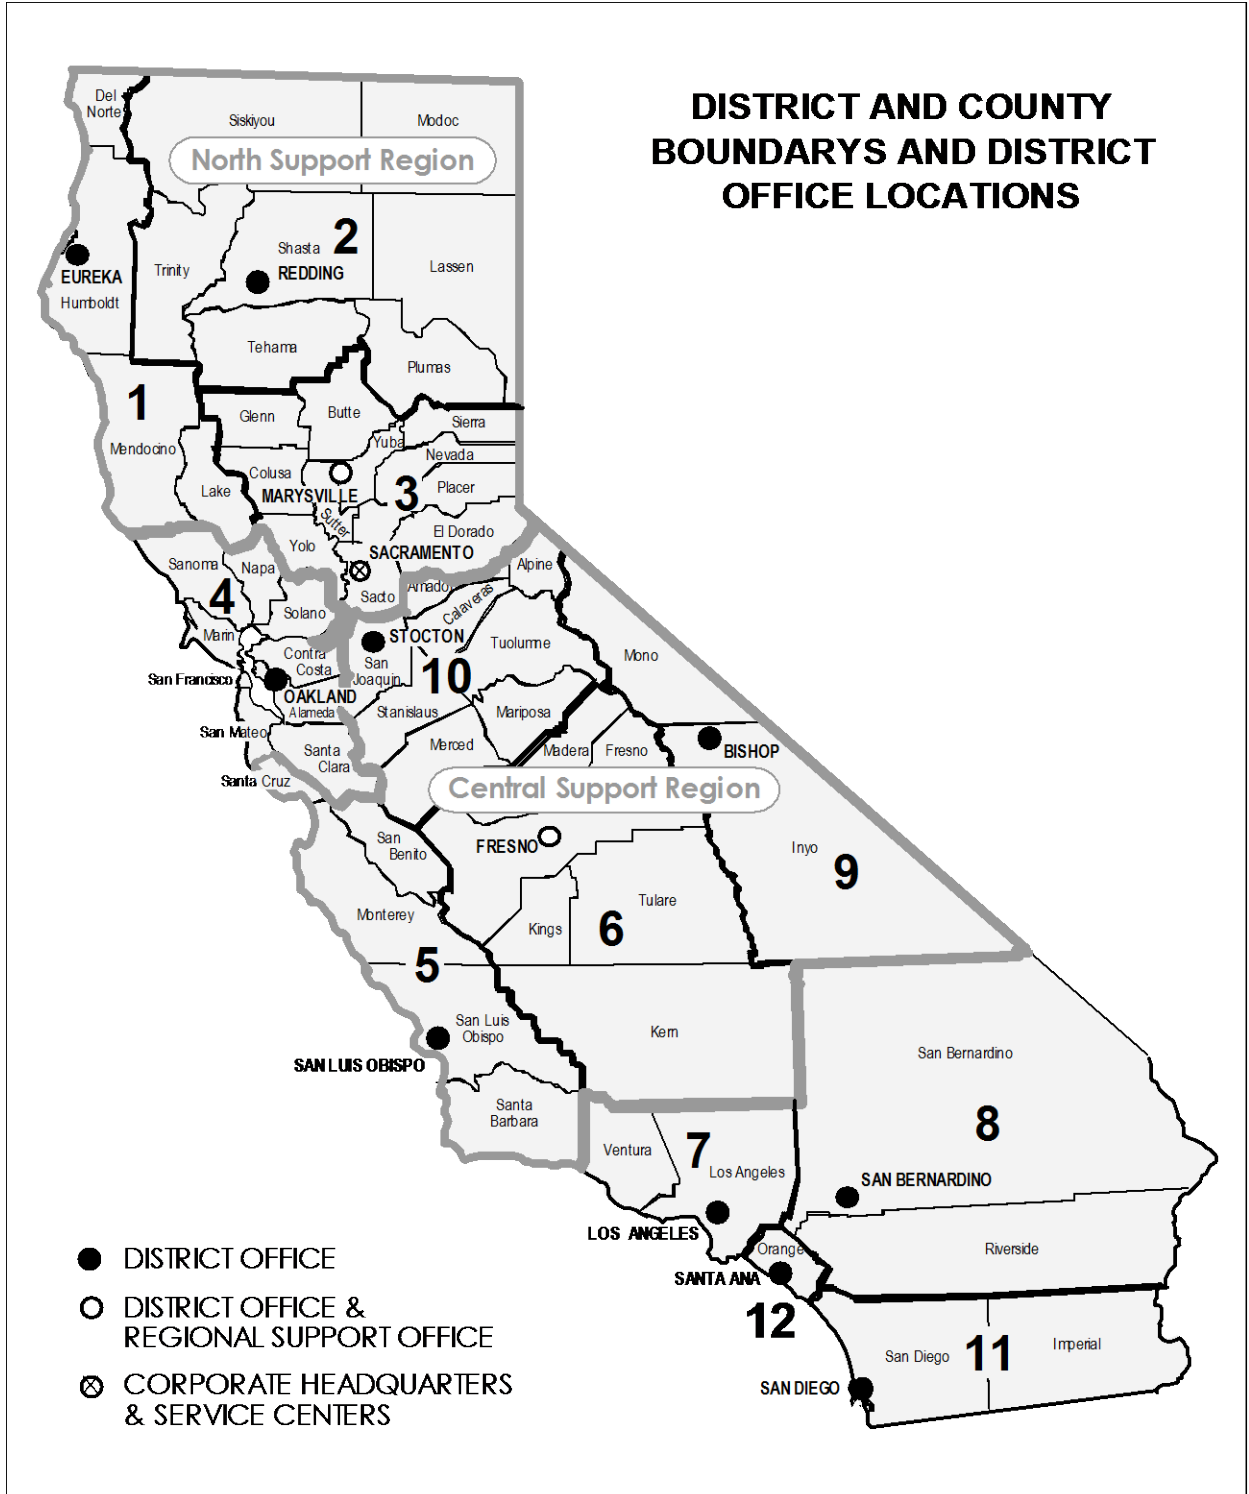 DISTRICT AND COUNTY
BOUNDARYS AND DISTRICT
OFFICE LOCATIONS
Del
Norte
Siskiyou
Modoc
North Support Region
2
Shasta
REDDING
Trinity
Lassen
EUREKA
Humboldt
Tehama
Plumas
1
Mendocino
Glenn
Butte
Sierra
Yuba
Nevada
Colusa
MARYSVILLE
3
Placer
Lake
Sutter
El Dorado
Yolo
SACRAMENTO
Sanoma
Napa
Alpine
4
Solano
Sacto
Amador
Calaveras
Marin
STOCTON
Tuolumne
Mono
Contra
Costa
San
Joaquin
10
San Francisco
OAKLAND
Alameda
Stanislaus
Mariposa
San Mateo
Santa
Clara
Merced
Madera
Fresno
BISHOP
Santa Cruz
Central Support Region
San
Benito
FRESNO
Inyo
9
Monterey
Kings
6
Tulare
5
San Luis
Obispo
Kern
SAN LUIS OBISPO
San Bernardino
Santa
Barbara
8
Ventura
7
Los Angeles
SAN BERNARDINO
LOS ANGELES
Orange
Riverside
SANTA ANA
12
San Diego
11
Imperial
SAN DIEGO
DISTRICT OFFICE
DISTRICT OFFICE &
REGIONAL SUPPORT OFFICE
CORPORATE HEADQUARTERS
& SERVICE CENTERS